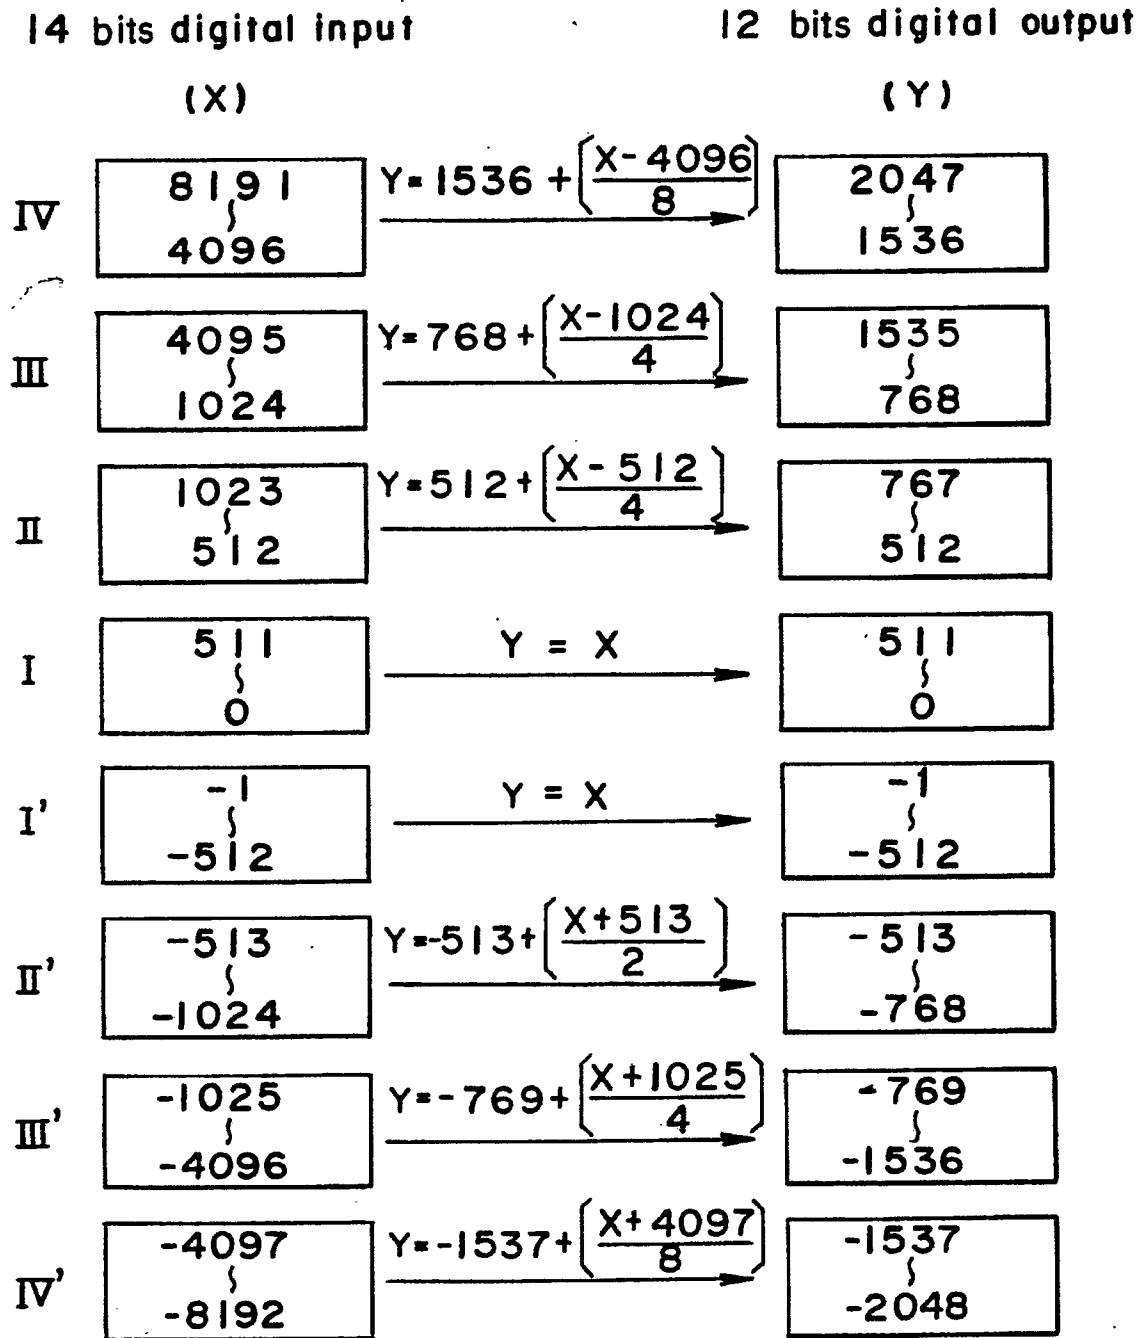 14 bits digital input 12 bits digital output
(X) (Y)
IV 8191 ~ 4096 Y=1536+[(X-4096)/8] 2047 ~ 1536
III 4095 ~ 1024 Y=768+[(X-1024)/4] 1535 ~ 768
II 1023 ~ 512 Y=512+[(X-512)/4] 767 ~ 512
I 511 ~ 0 Y = X 511 ~ 0
I' -1 ~ -512 Y = X -1 ~ -512
II' -513 ~ -1024 Y=-513+[(X+513)/2] -513 ~ -768
III' -1025 ~ -4096 Y=-769+[(X+1025)/4] -769 ~ -1536
IV' -4097 ~ -8192 Y=-1537+[(X+4097)/8] -1537 ~ -2048